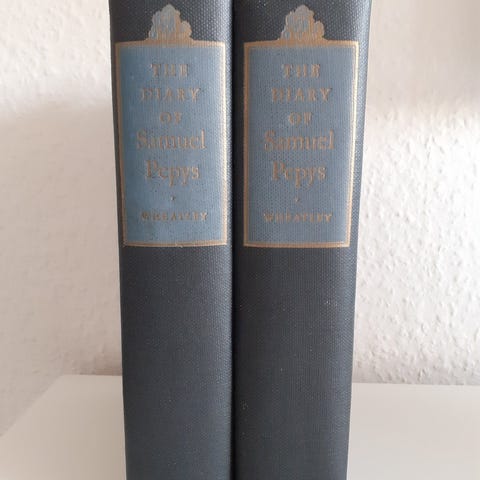 THE
DIARY
OF
Samuel
Pepys
WHEATLEY
THE
DIARY
OF
Samuel
Pepys
WHEATLEY